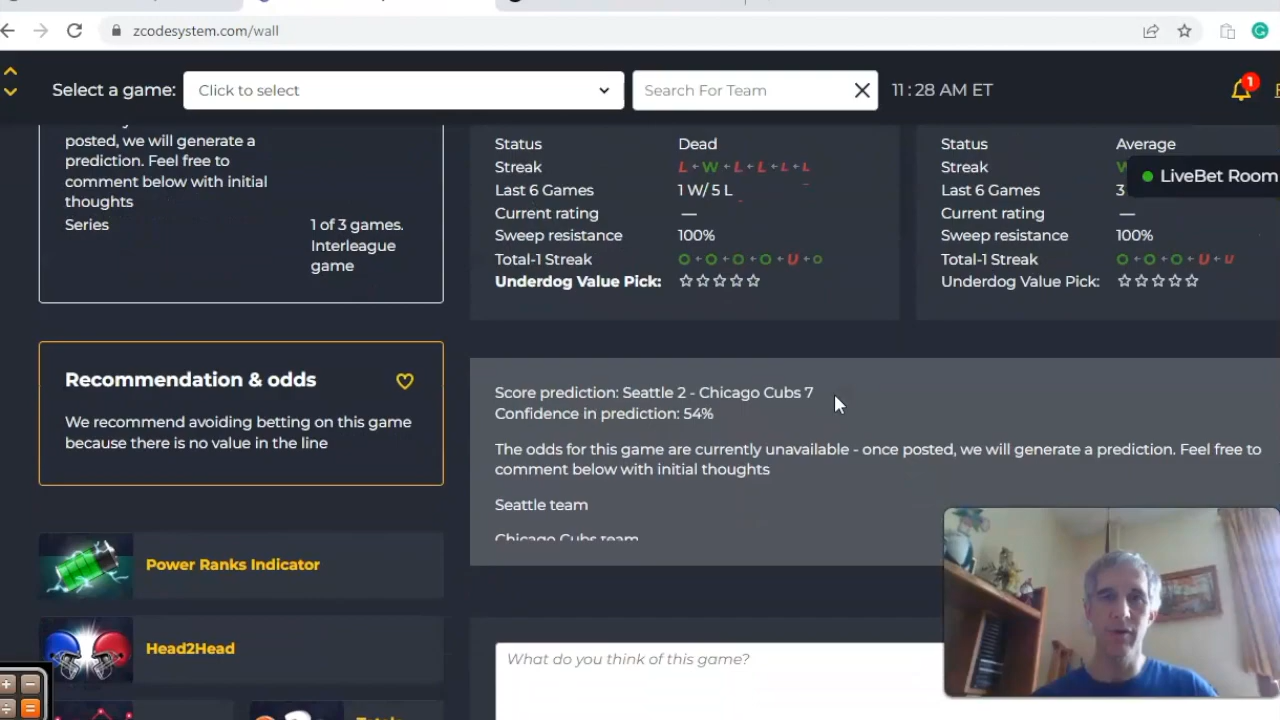 zcodesystem.com/wall
Select a game:
Click to select
Search For Team
11:28 AM ET
1
posted, we will generate a
prediction. Feel free to
comment below with initial
thoughts
Series
1 of 3 games.
Interleague
game
Status Dead
Streak L W L L L L
Last 6 Games 1 W/ 5 L
Current rating —
Sweep resistance 100%
Total-1 Streak O O O O U O
Underdog Value Pick:
Status Average
Streak
Last 6 Games 3
Current rating —
Sweep resistance 100%
Total-1 Streak O O O U U
Underdog Value Pick:
LiveBet Room
Recommendation & odds
We recommend avoiding betting on this game
because there is no value in the line
Score prediction: Seattle 2 - Chicago Cubs 7
Confidence in prediction: 54%
The odds for this game are currently unavailable - once posted, we will generate a prediction. Feel free to
comment below with initial thoughts
Seattle team
Chicago Cubs team
Power Ranks Indicator
Head2Head
What do you think of this game?